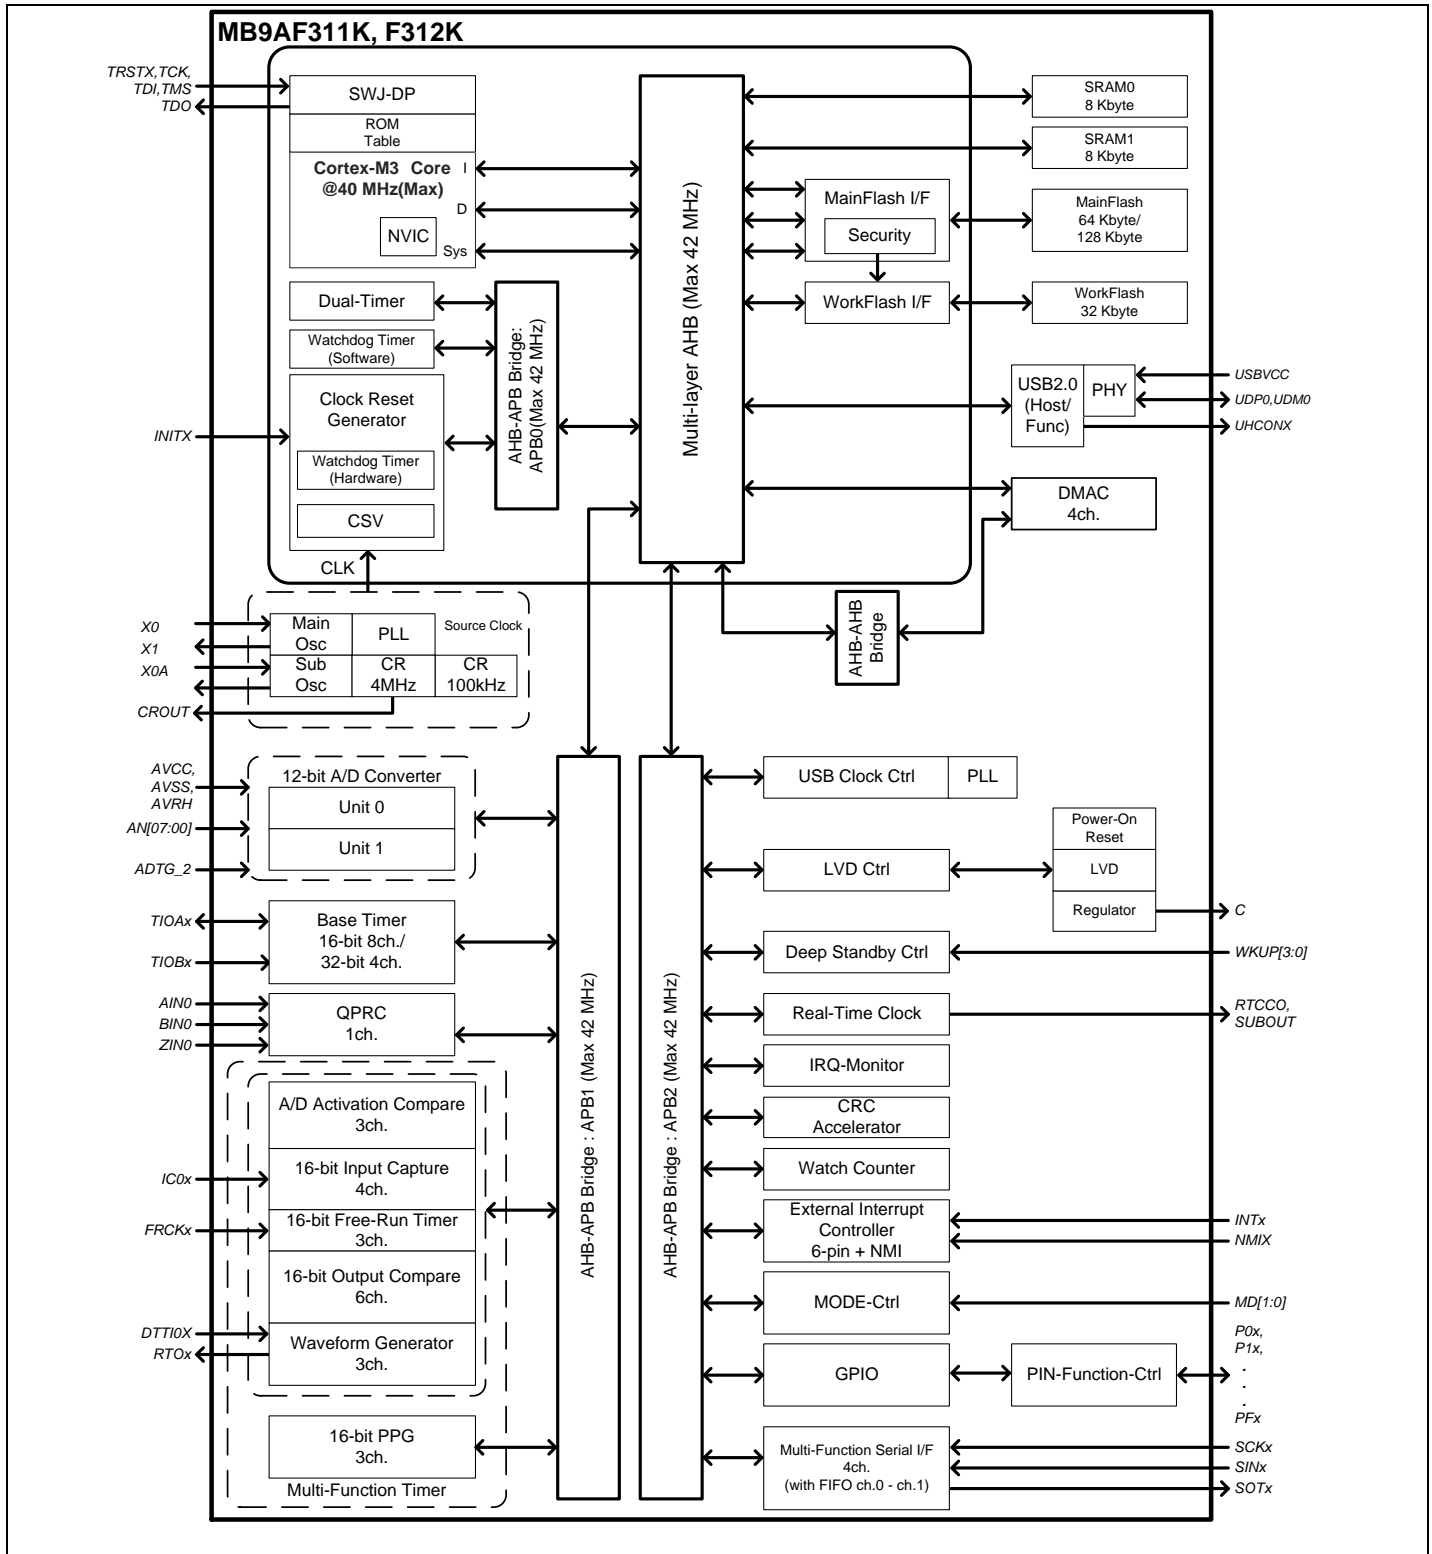 MB9AF311K, F312K
TRSTX,TCK,
TDI,TMS
TDO
SWJ-DP
ROM
Table
Cortex-M3 Core
@40 MHz(Max)
I
D
Sys
NVIC
Dual-Timer
Watchdog Timer
(Software)
Clock Reset
Generator
Watchdog Timer
(Hardware)
CSV
CLK
INITX
AHB-APB Bridge:
APB0(Max 42 MHz)
Multi-layer AHB (Max 42 MHz)
SRAM0
8 Kbyte
SRAM1
8 Kbyte
MainFlash I/F
Security
MainFlash
64 Kbyte/
128 Kbyte
WorkFlash I/F
WorkFlash
32 Kbyte
USB2.0
(Host/
Func)
PHY
USBVCC
UDP0,UDM0
UHCONX
DMAC
4ch.
AHB-AHB
Bridge
X0
X1
X0A
CROUT
Main
Osc
PLL
Source Clock
Sub
Osc
CR
4MHz
CR
100kHz
AVCC,
AVSS,
AVRH
AN[07:00]
ADTG_2
12-bit A/D Converter
Unit 0
Unit 1
TIOAx
TIOBx
Base Timer
16-bit 8ch./
32-bit 4ch.
AIN0
BIN0
ZIN0
QPRC
1ch.
A/D Activation Compare
3ch.
IC0x
16-bit Input Capture
4ch.
FRCKx
16-bit Free-Run Timer
3ch.
16-bit Output Compare
6ch.
DTTI0X
RTOx
Waveform Generator
3ch.
16-bit PPG
3ch.
Multi-Function Timer
AHB-APB Bridge : APB1 (Max 42 MHz)
AHB-APB Bridge : APB2 (Max 42 MHz)
USB Clock Ctrl
PLL
LVD Ctrl
Power-On
Reset
LVD
Regulator
C
Deep Standby Ctrl
WKUP[3:0]
Real-Time Clock
RTCCO,
SUBOUT
IRQ-Monitor
CRC
Accelerator
Watch Counter
External Interrupt
Controller
6-pin + NMI
INTx
NMIX
MODE-Ctrl
MD[1:0]
GPIO
PIN-Function-Ctrl
P0x,
P1x,
.
.
.
PFx
Multi-Function Serial I/F
4ch.
(with FIFO ch.0 - ch.1)
SCKx
SINx
SOTx